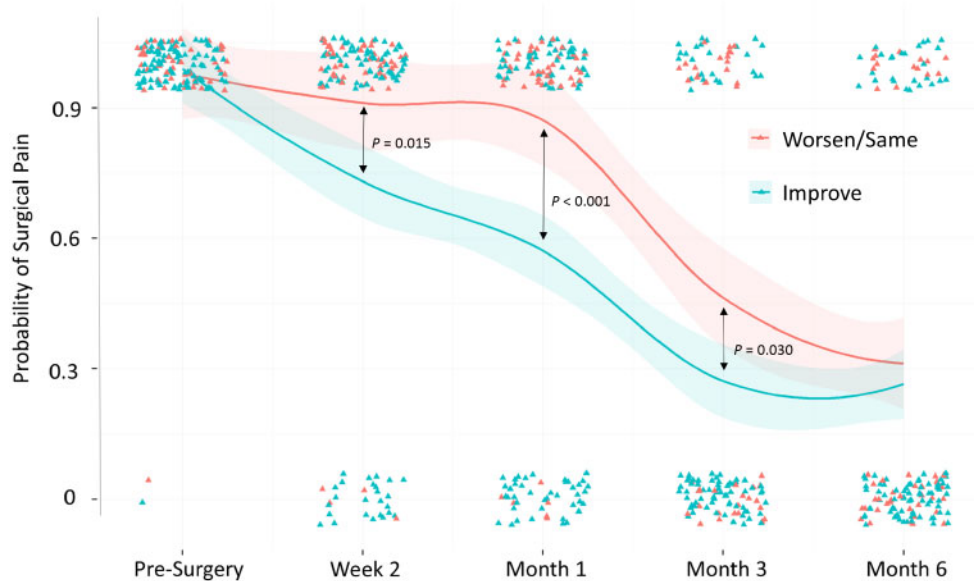 Probability of Surgical Pain
0.9
0.6
0.3
0
P = 0.015
P < 0.001
P = 0.030
Worsen/Same
Improve
Pre-Surgery
Week 2
Month 1
Month 3
Month 6